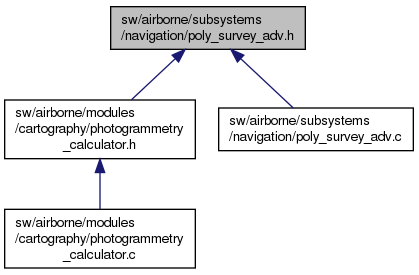 sw/airborne/subsystems
/navigation/poly_survey_adv.h
sw/airborne/modules
/cartography/photogrammetry
_calculator.h
sw/airborne/subsystems
/navigation/poly_survey_adv.c
sw/airborne/modules
/cartography/photogrammetry
_calculator.c